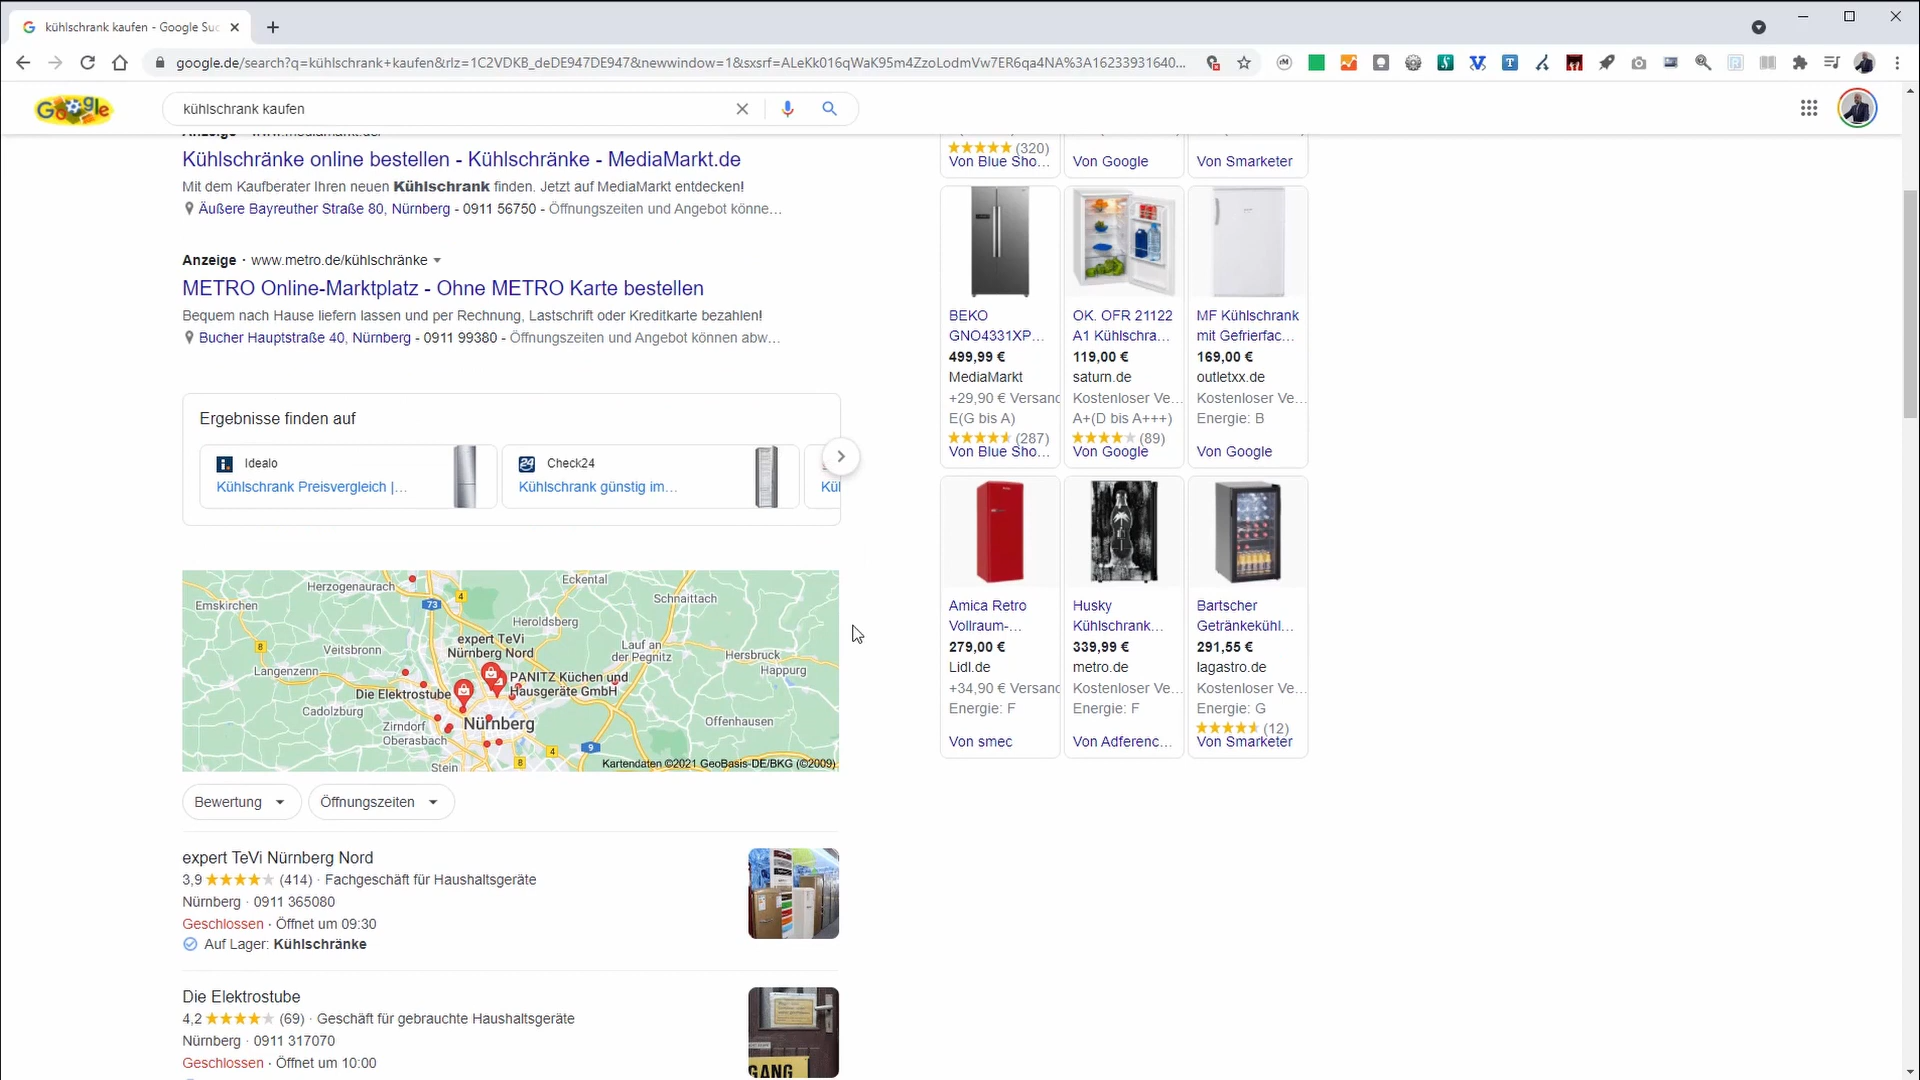 kühlschrank kaufen - Google Suc
google.de/search?q=kühlschrank+kaufen&rlz=1C2VDKB_deDE947DE947&newwindow=1&sxsrf=ALeKk016qWaK95m4ZzoLodmVw7ER6qa4NA%3A16233931640...
Google
kühlschrank kaufen
Kühlschränke online bestellen - Kühlschränke - MediaMarkt.de
Mit dem Kaufberater Ihren neuen Kühlschrank finden. Jetzt auf MediaMarkt entdecken!
Äußere Bayreuther Straße 80, Nürnberg - 0911 56750 - Öffnungszeiten und Angebot könne…
Anzeige · www.metro.de/kühlschränke
METRO Online-Marktplatz - Ohne METRO Karte bestellen
Bequem nach Hause liefern lassen und per Rechnung, Lastschrift oder Kreditkarte bezahlen!
Bucher Hauptstraße 40, Nürnberg - 0911 99380 - Öffnungszeiten und Angebot können abw…
Ergebnisse finden auf
Idealo
Kühlschrank Preisvergleich |...
Check24
Kühlschrank günstig im...
Kül
Herzogenaurach
Eckental
Emskirchen
73
4
Schnaittach
Heroldsberg
expert TeVi
Nürnberg Nord
8
Veitsbronn
Lauf an
der Pegnitz
Hersbruck
Langenzenn
Happurg
PANITZ Küchen und
Hausgeräte GmbH
Die Elektrostube
Cadolzburg
Zirndorf
Oberasbach
Nürnberg
Offenhausen
Stein
8
4
9
Kartendaten ©2021 GeoBasis-DE/BKG (©2009)
Bewertung
Öffnungszeiten
expert TeVi Nürnberg Nord
3,9 (414) · Fachgeschäft für Haushaltsgeräte
Nürnberg · 0911 365080
Geschlossen · Öffnet um 09:30
Auf Lager: Kühlschränke
Die Elektrostube
4,2 (69) · Geschäft für gebrauchte Haushaltsgeräte
Nürnberg · 0911 317070
Geschlossen · Öffnet um 10:00
GANG
(320)
Von Blue Sho...
Von Google
Von Smarketer
BEKO
GNO4331XP...
499,99 €
MediaMarkt
+29,90 € Versand
E(G bis A)
(287)
Von Blue Sho...
OK. OFR 21122
A1 Kühlschra...
119,00 €
saturn.de
Kostenloser Ve...
A+(D bis A+++)
(89)
Von Google
MF Kühlschrank
mit Gefrierfac...
169,00 €
outletxx.de
Kostenloser Ve...
Energie: B
Von Google
Amica Retro
Vollraum-...
279,00 €
Lidl.de
+34,90 € Versand
Energie: F
Von smec
Husky
Kühlschrank...
339,99 €
metro.de
Kostenloser Ve...
Energie: F
Von Adferenc...
Bartscher
Getränkekühl...
291,55 €
lagastro.de
Kostenloser Ve...
Energie: G
(12)
Von Smarketer